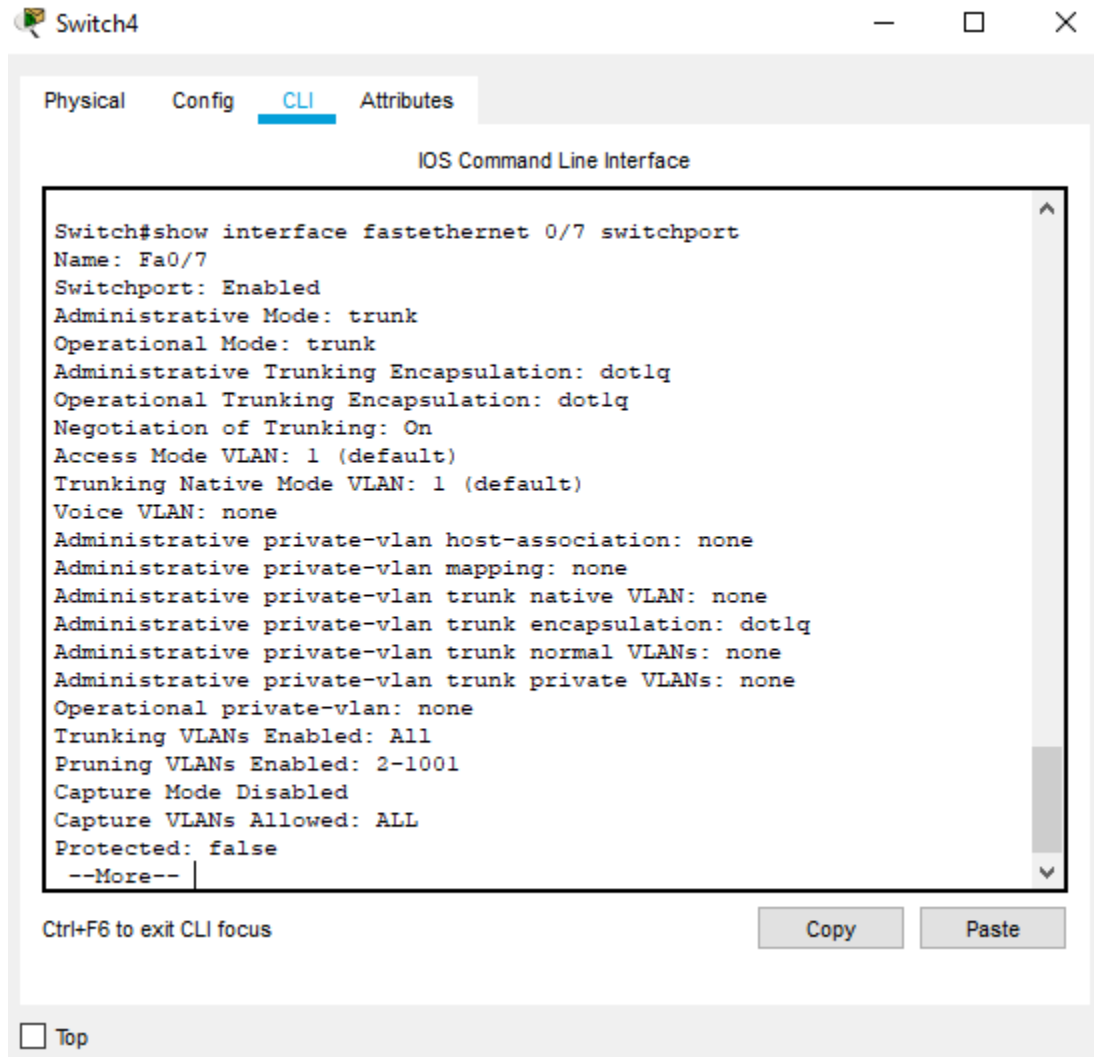 Switch4
Physical Config CLI Attributes
IOS Command Line Interface
Switch#show interface fastethernet 0/7 switchport
Name: Fa0/7
Switchport: Enabled
Administrative Mode: trunk
Operational Mode: trunk
Administrative Trunking Encapsulation: dot1q
Operational Trunking Encapsulation: dot1q
Negotiation of Trunking: On
Access Mode VLAN: 1 (default)
Trunking Native Mode VLAN: 1 (default)
Voice VLAN: none
Administrative private-vlan host-association: none
Administrative private-vlan mapping: none
Administrative private-vlan trunk native VLAN: none
Administrative private-vlan trunk encapsulation: dot1q
Administrative private-vlan trunk normal VLANs: none
Administrative private-vlan trunk private VLANs: none
Operational private-vlan: none
Trunking VLANs Enabled: All
Pruning VLANs Enabled: 2-1001
Capture Mode Disabled
Capture VLANs Allowed: ALL
Protected: false
--More--
Ctrl+F6 to exit CLI focus Copy Paste
Top